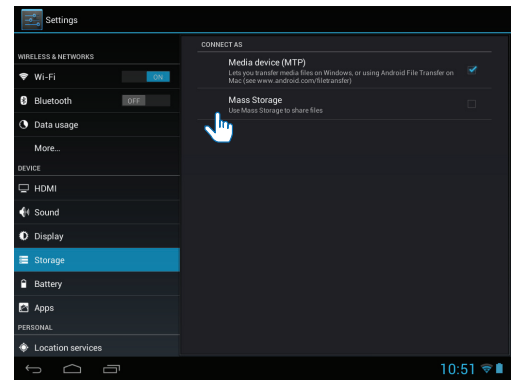 Settings
WIRELESS & NETWORKS
Wi-Fi
ON
Bluetooth
OFF
Data usage
More...
DEVICE
HDMI
Sound
Display
Storage
Battery
Apps
PERSONAL
Location services
CONNECT AS
Media device (MTP)
Lets you transfer media files on Windows, or using Android File Transfer on
Mac (see www.android.com/filetransfer)
Mass Storage
Use Mass Storage to share files
10:51